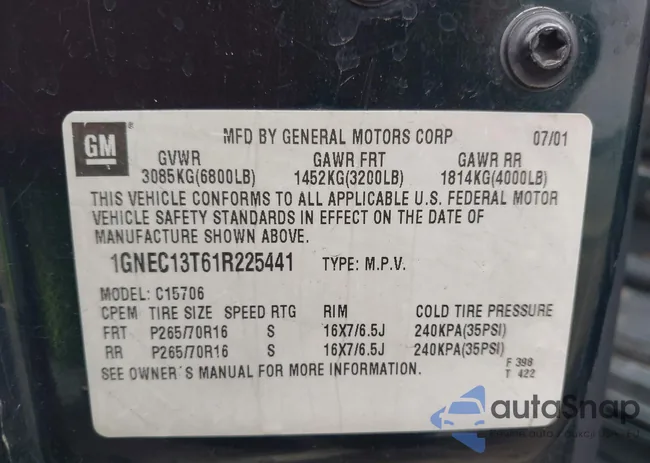 GM
MFD BY GENERAL MOTORS CORP 07/01
GVWR GAWR FRT GAWR RR
3085KG(6800LB) 1452KG(3200LB) 1814KG(4000LB)
THIS VEHICLE CONFORMS TO ALL APPLICABLE U.S. FEDERAL MOTOR
VEHICLE SAFETY STANDARDS IN EFFECT ON THE DATE OF
MANUFACTURE SHOWN ABOVE.
1GNEC13T61R225441 TYPE: M.P.V.
MODEL: C15706
CPEM TIRE SIZE SPEED RTG RIM COLD TIRE PRESSURE
FRT P265/70R16 S 16X7/6.5J 240KPA(35PSI)
RR P265/70R16 S 16X7/6.5J 240KPA(35PSI)
SEE OWNER'S MANUAL FOR MORE INFORMATION.
F 398
T 422
autoSnap